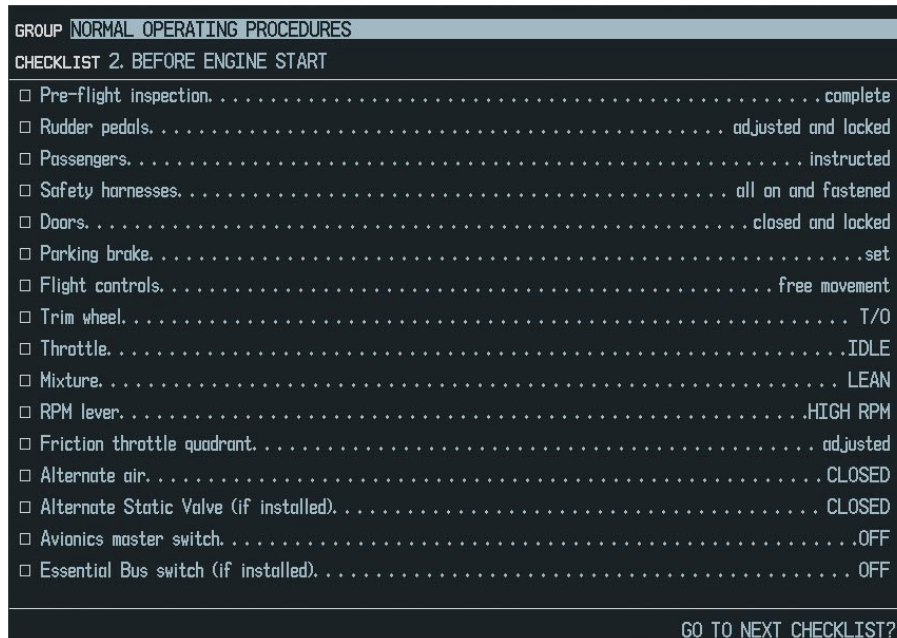 GROUP NORMAL OPERATING PROCEDURES
CHECKLIST 2. BEFORE ENGINE START
□ Pre-flight inspection. . . . . . . . . . . . . . . . . . . . . . . . . . . . . . . . . . . . . . . . . . . . . . . . complete
□ Rudder pedals. . . . . . . . . . . . . . . . . . . . . . . . . . . . . . . . . . . . . . . . . . . . . adjusted and locked
□ Passengers. . . . . . . . . . . . . . . . . . . . . . . . . . . . . . . . . . . . . . . . . . . . . . . . . . . . . instructed
□ Safety harnesses. . . . . . . . . . . . . . . . . . . . . . . . . . . . . . . . . . . . . . . . . . . all on and fastened
□ Doors. . . . . . . . . . . . . . . . . . . . . . . . . . . . . . . . . . . . . . . . . . . . . . . . . . . . closed and locked
□ Parking brake. . . . . . . . . . . . . . . . . . . . . . . . . . . . . . . . . . . . . . . . . . . . . . . . . . . . . . . . set
□ Flight controls. . . . . . . . . . . . . . . . . . . . . . . . . . . . . . . . . . . . . . . . . . . . . . . . free movement
□ Trim wheel. . . . . . . . . . . . . . . . . . . . . . . . . . . . . . . . . . . . . . . . . . . . . . . . . . . . . . . . . T/O
□ Throttle. . . . . . . . . . . . . . . . . . . . . . . . . . . . . . . . . . . . . . . . . . . . . . . . . . . . . . . . . .IDLE
□ Mixture. . . . . . . . . . . . . . . . . . . . . . . . . . . . . . . . . . . . . . . . . . . . . . . . . . . . . . . . . . LEAN
□ RPM lever. . . . . . . . . . . . . . . . . . . . . . . . . . . . . . . . . . . . . . . . . . . . . . . . . . . . . .HIGH RPM
□ Friction throttle quadrant. . . . . . . . . . . . . . . . . . . . . . . . . . . . . . . . . . . . . . . . . . . adjusted
□ Alternate air. . . . . . . . . . . . . . . . . . . . . . . . . . . . . . . . . . . . . . . . . . . . . . . . . . . . . CLOSED
□ Alternate Static Valve (if installed). . . . . . . . . . . . . . . . . . . . . . . . . . . . . . . . . . . . . CLOSED
□ Avionics master switch. . . . . . . . . . . . . . . . . . . . . . . . . . . . . . . . . . . . . . . . . . . . . . . .OFF
□ Essential Bus switch (if installed). . . . . . . . . . . . . . . . . . . . . . . . . . . . . . . . . . . . . . . . OFF
GO TO NEXT CHECKLIST?